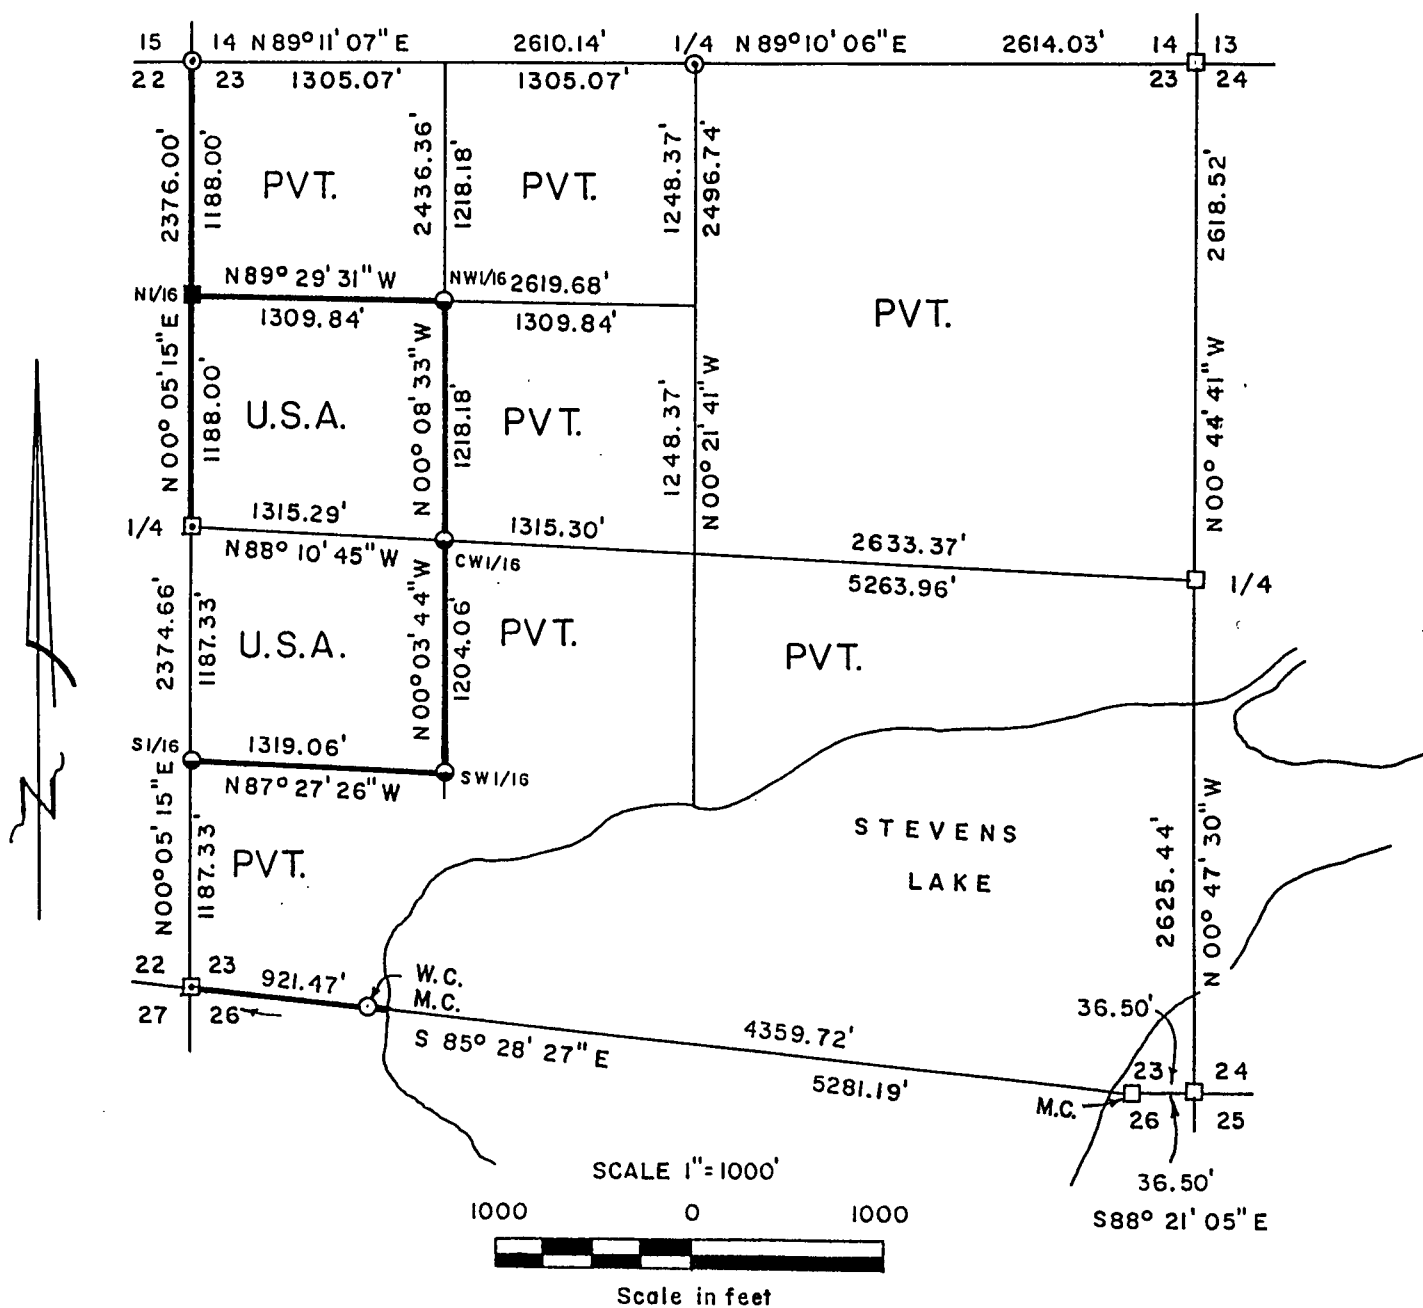 15 14 N 89° 11' 07" E 2610.14' 1/4 N 89° 10' 06" E 2614.03' 14 13
22 23 1305.07' 1305.07' 23 24
2376.00'
1188.00'
PVT.
2436.36'
1218.18'
PVT.
1248.37'
2496.74'
2618.52'
N 89° 29' 31" W
NW1/16 2619.68'
N1/16
1309.84'
1309.84'
PVT.
N 00° 05' 15" E
1188.00'
U.S.A.
N 00° 08' 33" W
1218.18'
PVT.
1248.37'
N 00° 21' 41" W
N 00° 44' 41" W
1/4
1315.29'
1315.30'
2633.37'
N 88° 10' 45" W
CW1/16
5263.96'
1/4
2374.66'
1187.33'
U.S.A.
N 00° 03' 44" W
1204.06'
PVT.
PVT.
S1/16
1319.06'
N 87° 27' 26" W
SW1/16
N
N 00° 05' 15" E
1187.33'
PVT.
STEVENS
LAKE
2625.44'
N 00° 47' 30" W
22 23
921.47'
W.C.
M.C.
27 26
S 85° 28' 27" E
4359.72'
5281.19'
36.50'
23 24
M.C.
26 25
36.50'
S 88° 21' 05" E
SCALE 1"=1000'
1000 0 1000
Scale in feet